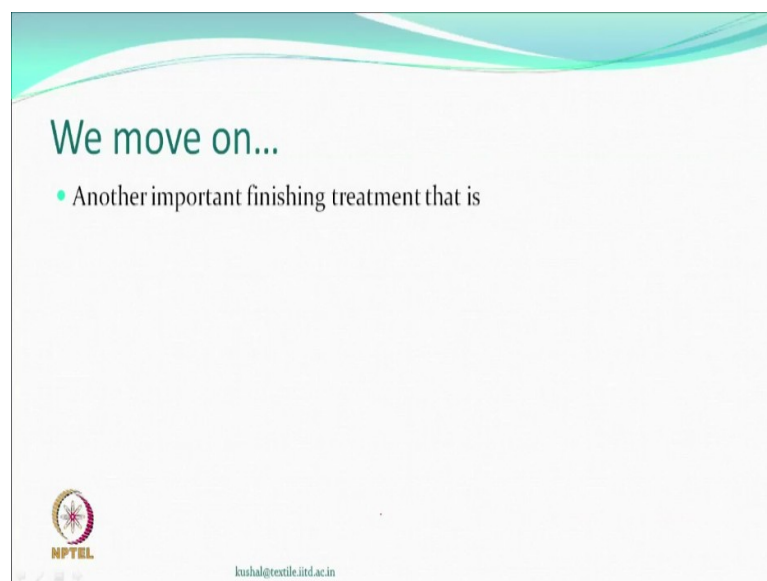 We move on...
Another important finishing treatment that is
NPTEL
kushal@textile.iitd.ac.in